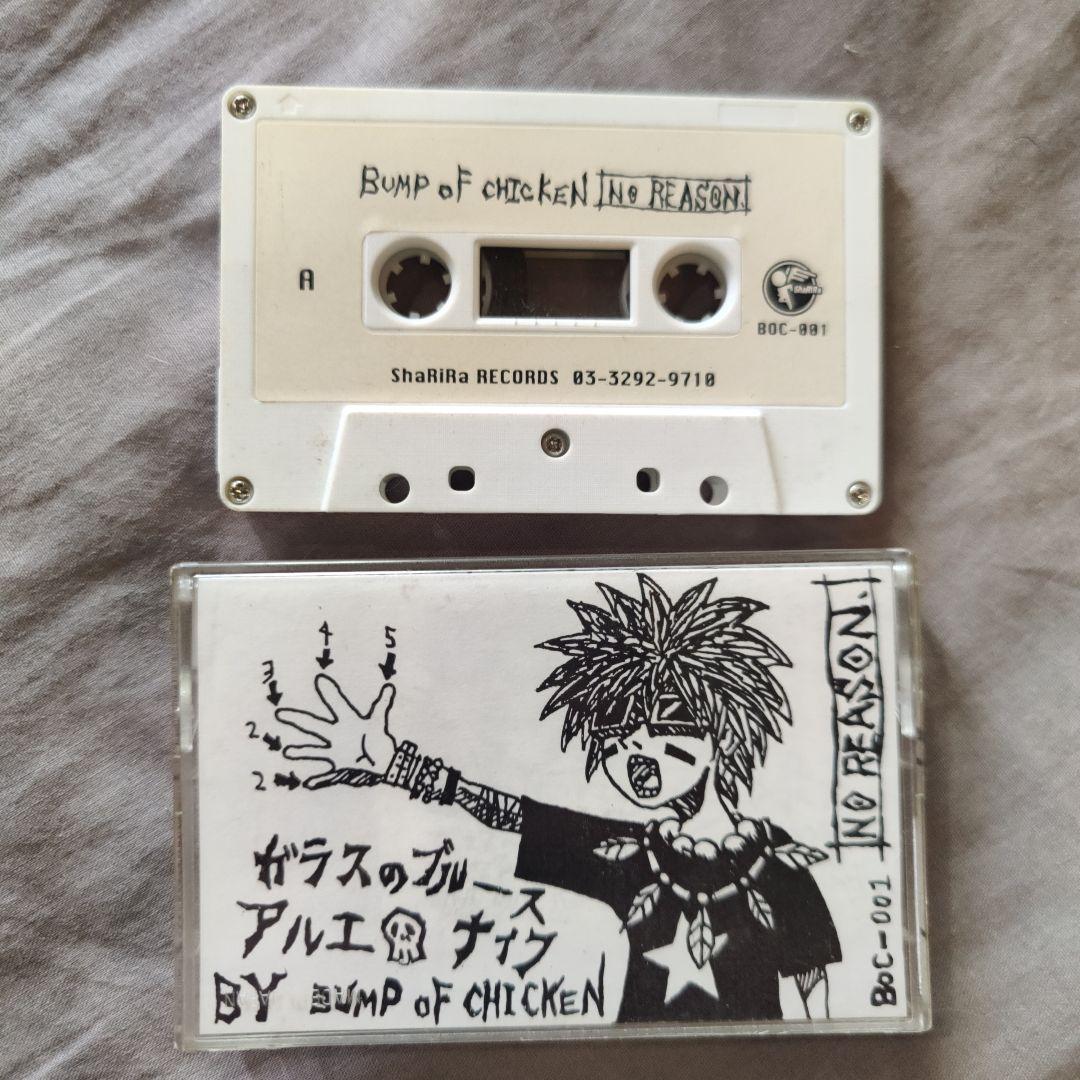 BUMP OF CHICKEN NO REASON.
A
ShaRiRa
BOC-001
ShaRiRa RECORDS 03-3292-9710
4
5
3
2
2
NO REASON.
ガラスのブルース
アルエ ナイフ
BY BUMP OF CHICKEN
BOC-001